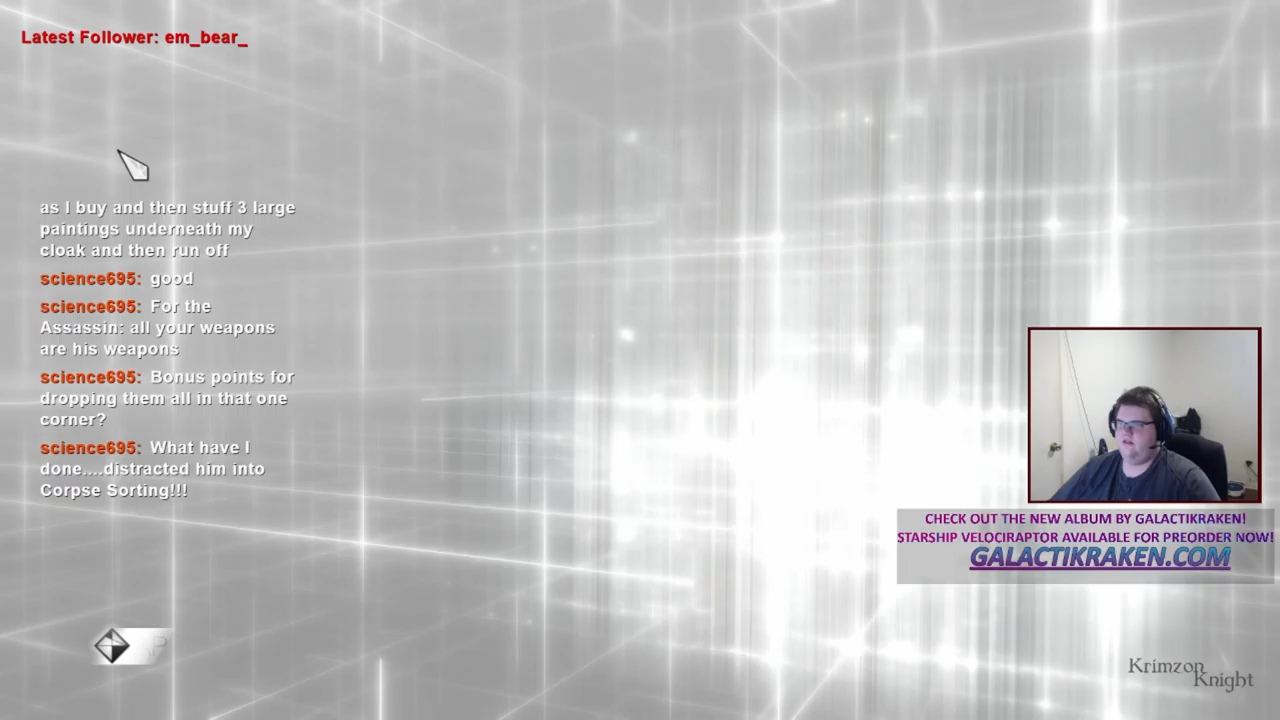 Latest Follower: em_bear_
as I buy and then stuff 3 large
paintings underneath my
cloak and then run off
science695: good
science695: For the
Assassin: all your weapons
are his weapons
science695: Bonus points for
dropping them all in that one
corner?
science695: What have I
done....distracted him into
Corpse Sorting!!!
CHECK OUT THE NEW ALBUM BY GALACTIKRAKEN!
STARSHIP VELOCIRAPTOR AVAILABLE FOR PREORDER NOW!
GALACTIKRAKEN.COM
Krimzon
Knight